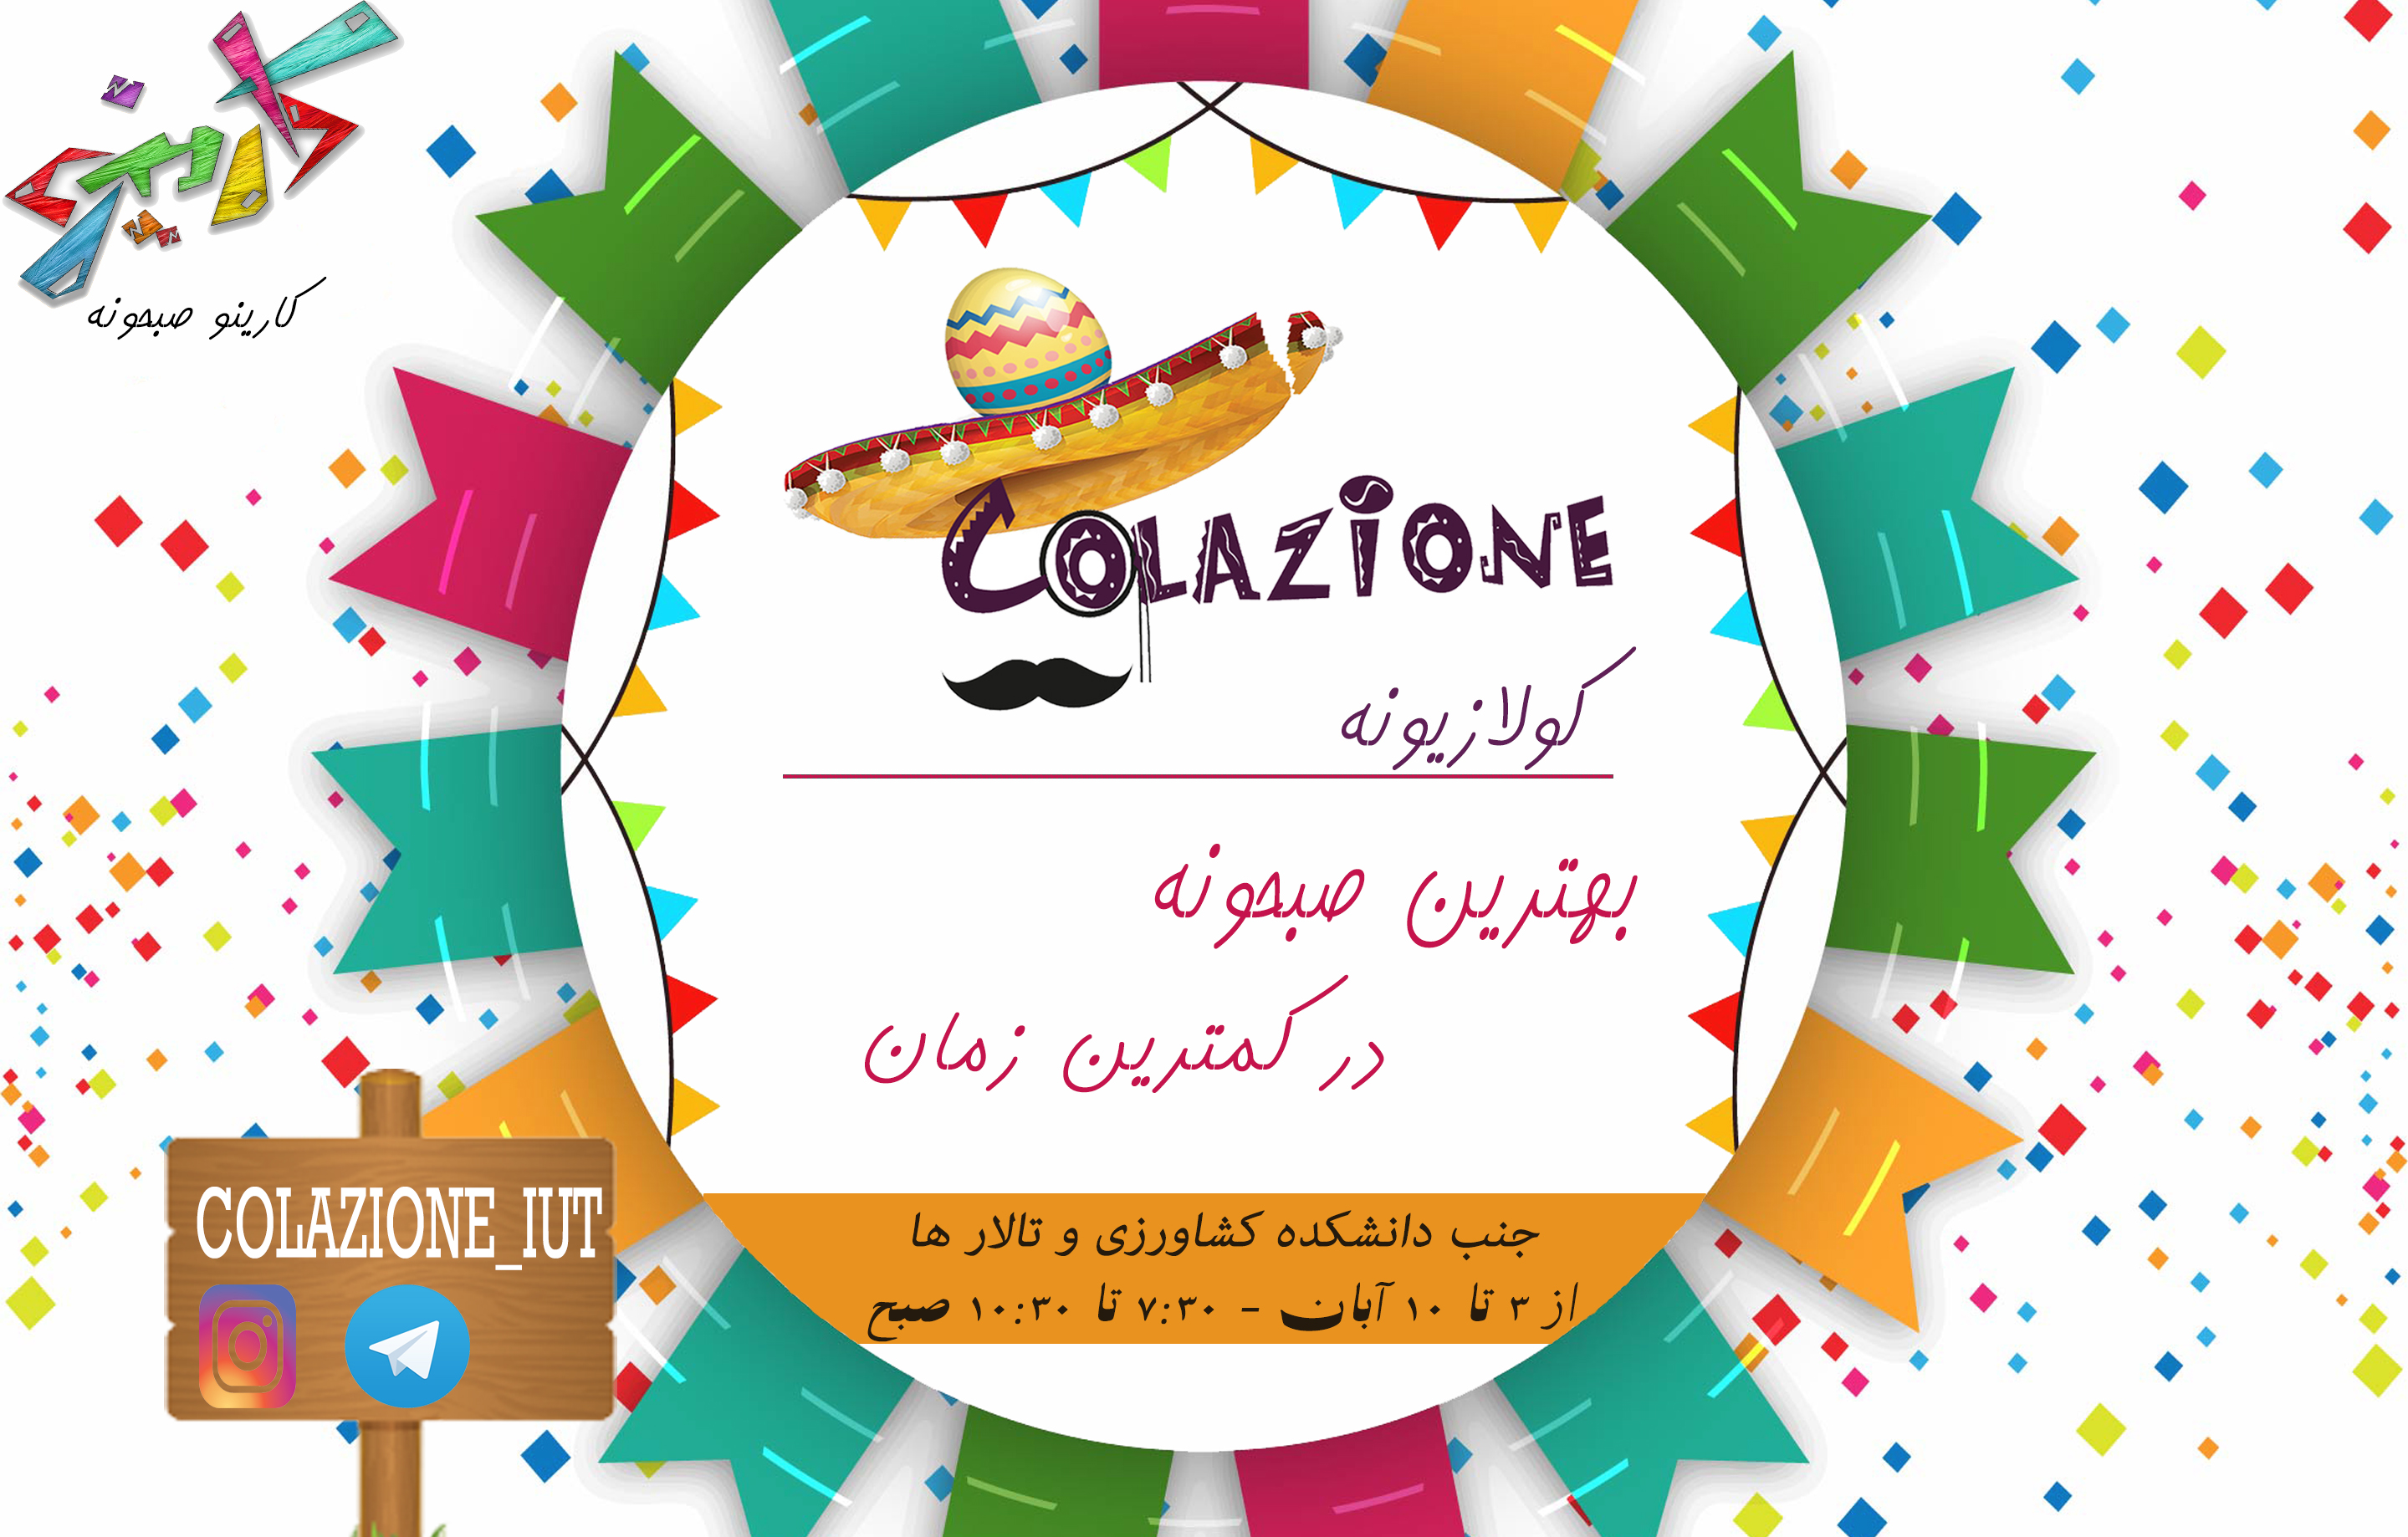 کارینو
کارینو صبحونه
COLAZIONE
کولازیونه
بهترین صبحونه
در کمترین زمان
جنب دانشکده کشاورزی و تالار ها
از ۳ تا ۱۰ آبان - ۷:۳۰ تا ۱۰:۳۰ صبح
COLAZIONE_IUT